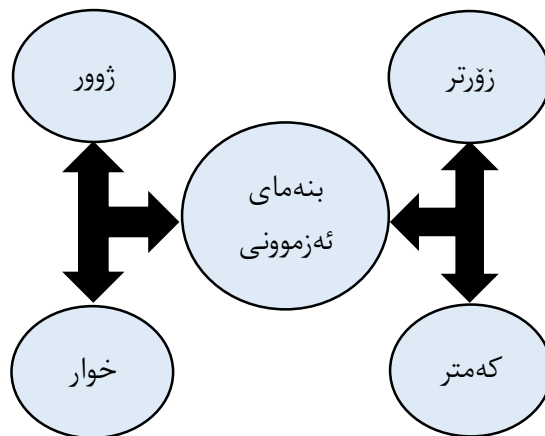 زۆرتر
ژوور
بنەمای
ئەزموونی
کەمتر
خوار